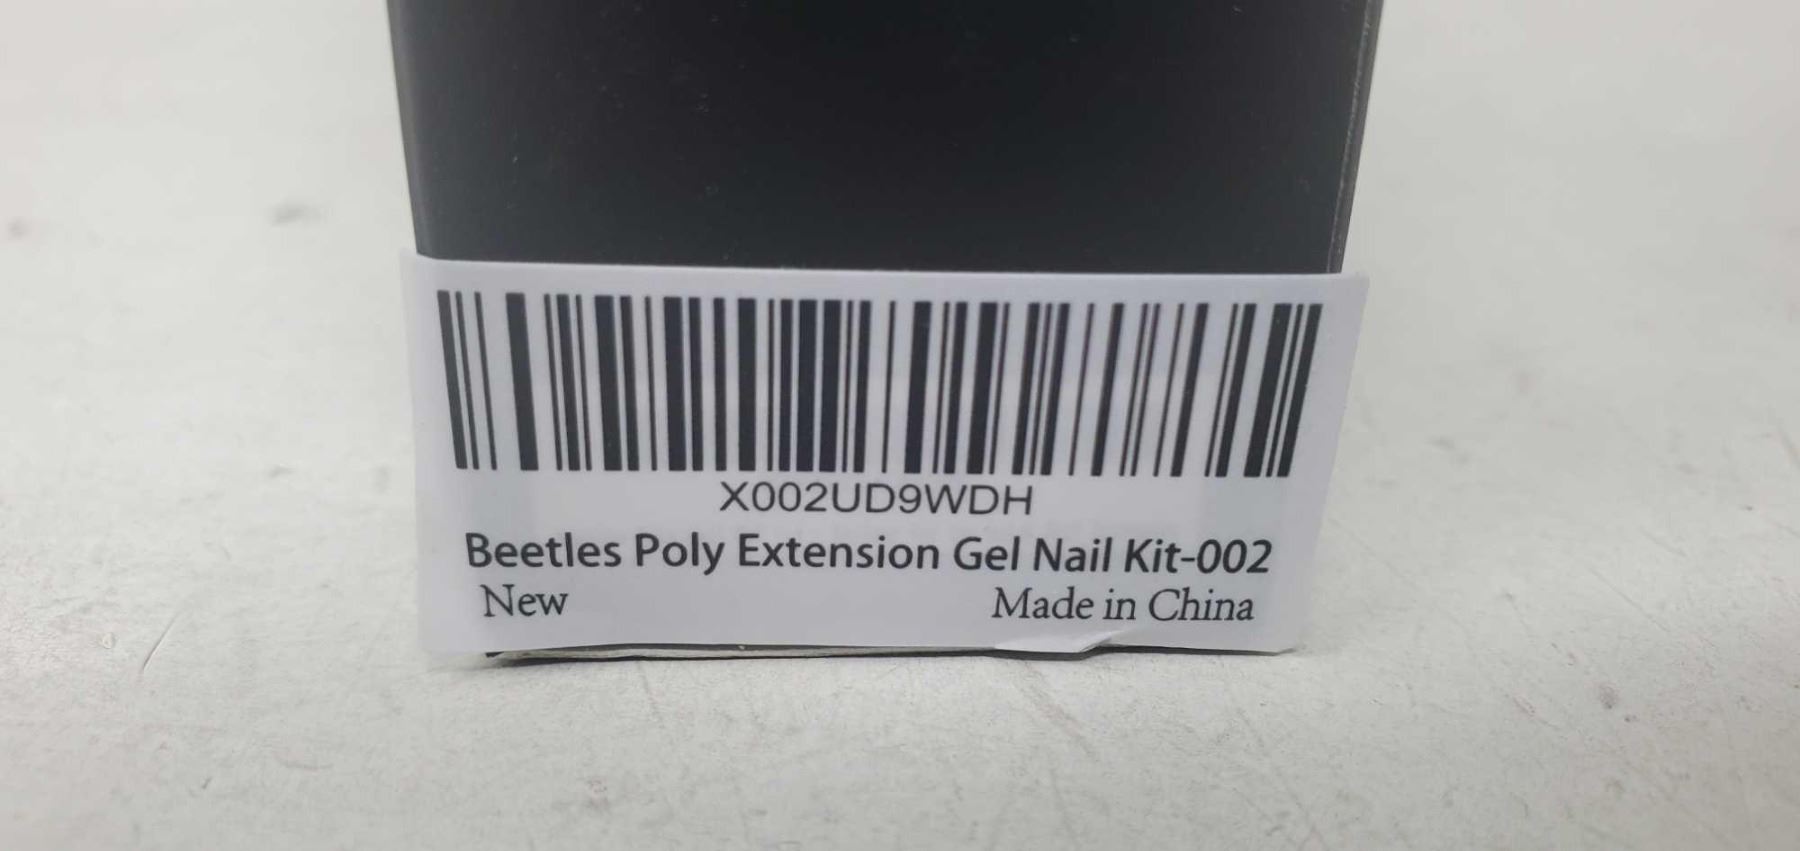 X002UD9WDH
Beetles Poly Extension Gel Nail Kit-002
New Made in China